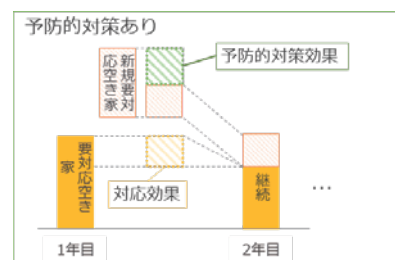 予防的対策あり
新規要対
応空き家
予防的対策効果
要対応空き
家
対応効果
継続
…
1年目
2年目